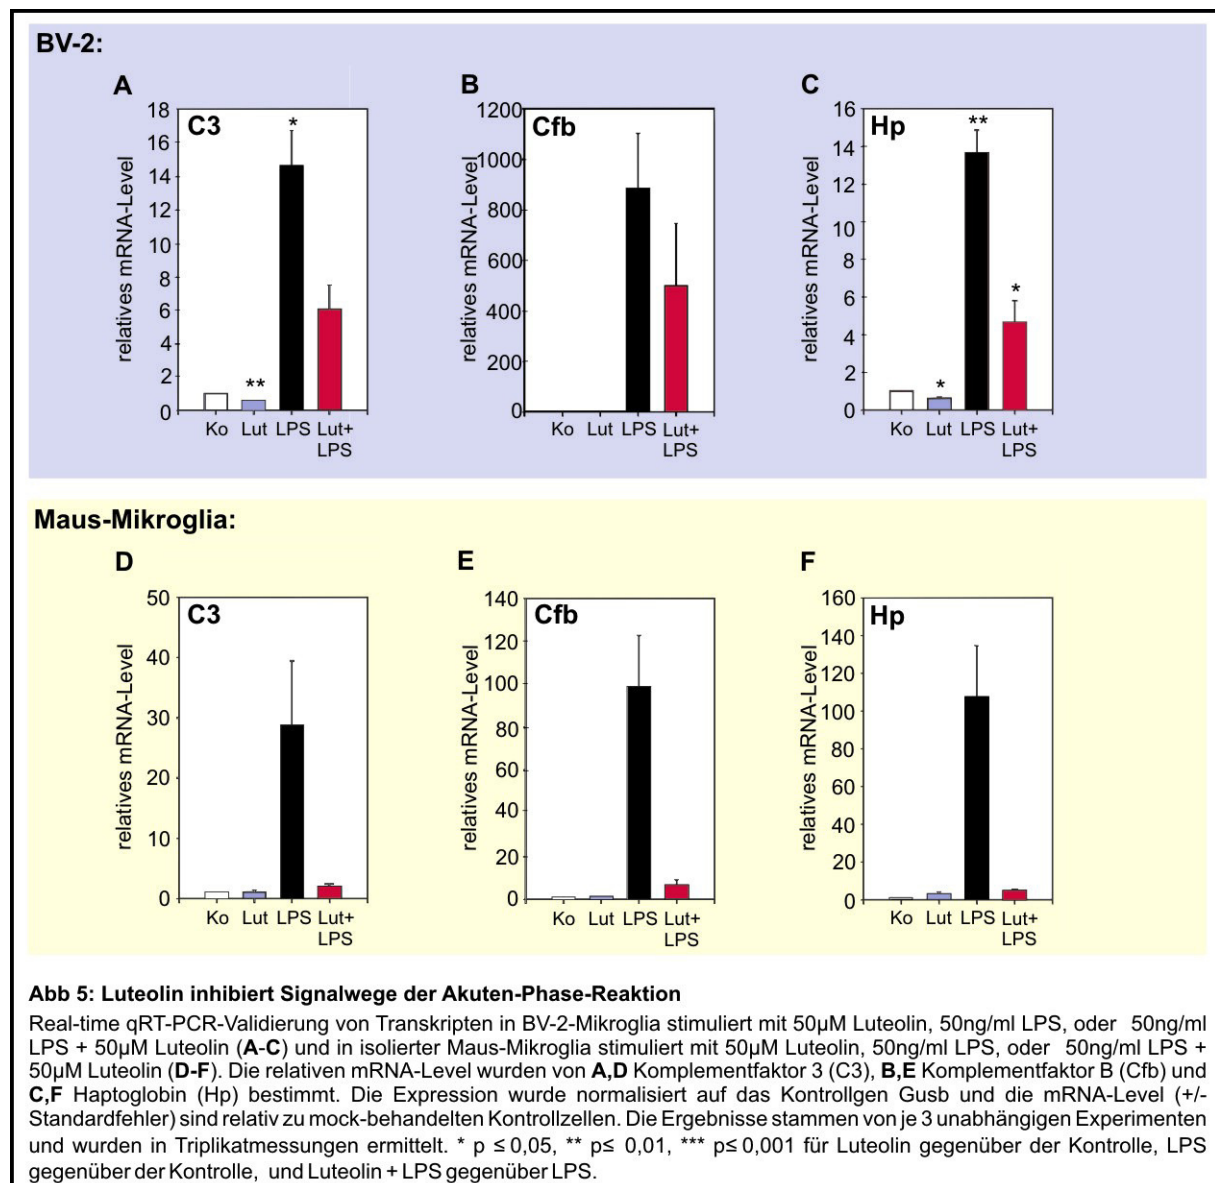 BV-2:
A
B
C
C3
Cfb
Hp
relatives mRNA-Level
relatives mRNA-Level
relatives mRNA-Level
18
16
14
12
10
8
6
4
2
0
1200
1000
800
600
400
200
0
16
14
12
10
8
6
4
2
0
**
*
*
**
*
Ko Lut LPS Lut+
LPS
Ko Lut LPS Lut+
LPS
Ko Lut LPS Lut+
LPS
Maus-Mikroglia:
D
E
F
C3
Cfb
Hp
relatives mRNA-Level
relatives mRNA-Level
relatives mRNA-Level
50
40
30
20
10
0
140
120
100
80
60
40
20
0
160
140
120
100
80
60
40
20
0
Ko Lut LPS Lut+
LPS
Ko Lut LPS Lut+
LPS
Ko Lut LPS Lut+
LPS
Abb 5: Luteolin inhibiert Signalwege der Akuten-Phase-Reaktion
Real-time qRT-PCR-Validierung von Transkripten in BV-2-Mikroglia stimuliert mit 50µM Luteolin, 50ng/ml LPS, oder 50ng/ml
LPS + 50µM Luteolin (A-C) und in isolierter Maus-Mikroglia stimuliert mit 50µM Luteolin, 50ng/ml LPS, oder 50ng/ml LPS +
50µM Luteolin (D-F). Die relativen mRNA-Level wurden von A,D Komplementfaktor 3 (C3), B,E Komplementfaktor B (Cfb) und
C,F Haptoglobin (Hp) bestimmt. Die Expression wurde normalisiert auf das Kontrollgen Gusb und die mRNA-Level (+/-
Standardfehler) sind relativ zu mock-behandelten Kontrollzellen. Die Ergebnisse stammen von je 3 unabhängigen Experimenten
und wurden in Triplikatmessungen ermittelt. * p ≤ 0,05, ** p≤ 0,01, *** p≤ 0,001 für Luteolin gegenüber der Kontrolle, LPS
gegenüber der Kontrolle, und Luteolin + LPS gegenüber LPS.